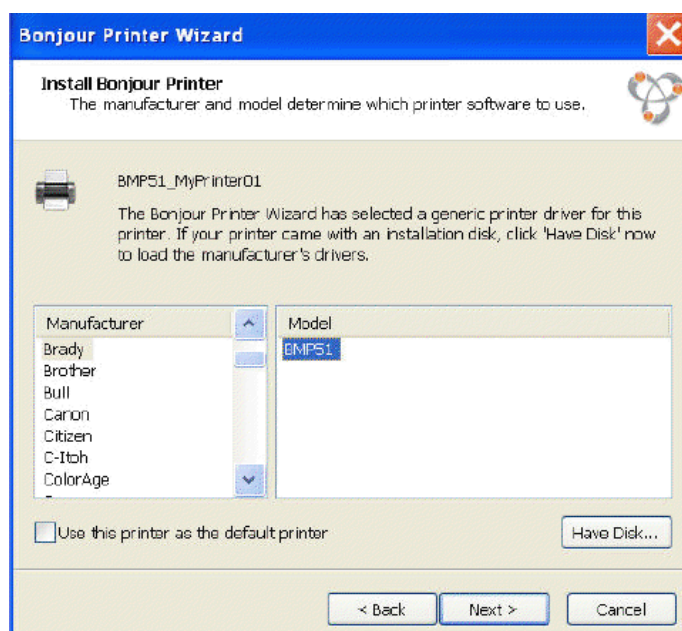 Bonjour Printer Wizard
Install Bonjour Printer
The manufacturer and model determine which printer software to use.
BMP51_MyPrinter01
The Bonjour Printer Wizard has selected a generic printer driver for this
printer. If your printer came with an installation disk, click 'Have Disk' now
to load the manufacturer's drivers.
Manufacturer
Brady
Brother
Bull
Canon
Citizen
C-Itoh
ColorAge
Model
BMP51
Use this printer as the default printer
Have Disk...
< Back
Next >
Cancel